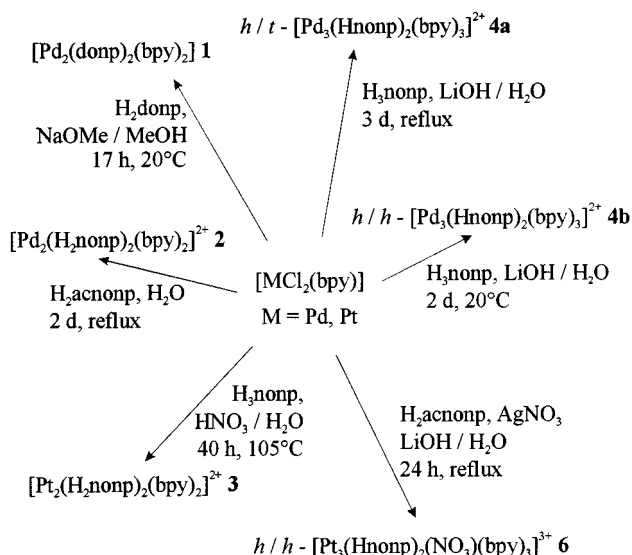 h / t - [Pd₃(Hnonp)₂(bpy)₃]²⁺ 4a
[Pd₂(donp)₂(bpy)₂] 1
H₃nonp, LiOH / H₂O
3 d, reflux
H₂donp,
NaOMe / MeOH
17 h, 20°C
h / h - [Pd₃(Hnonp)₂(bpy)₃]²⁺ 4b
[Pd₂(H₂nonp)₂(bpy)₂]²⁺ 2
H₃nonp, LiOH / H₂O
2 d, 20°C
[MCl₂(bpy)]
M = Pd, Pt
H₂acnonp, H₂O
2 d, reflux
H₃nonp,
HNO₃ / H₂O
40 h, 105°C
H₂acnonp, AgNO₃
LiOH / H₂O
24 h, reflux
[Pt₂(H₂nonp)₂(bpy)₂]²⁺ 3
h / h - [Pt₃(Hnonp)₂(NO₃)(bpy)₃]³⁺ 6